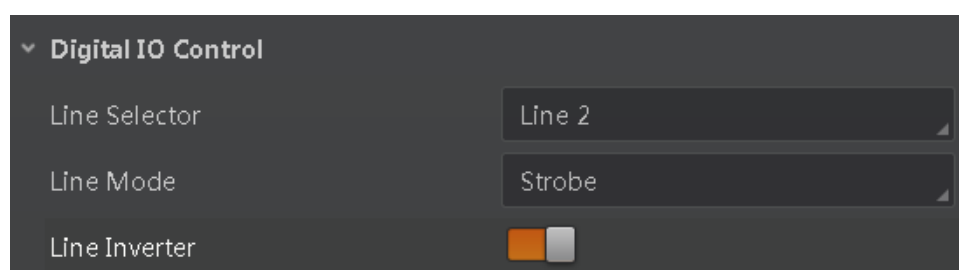 Digital IO Control
Line Selector Line 2
Line Mode Strobe
Line Inverter